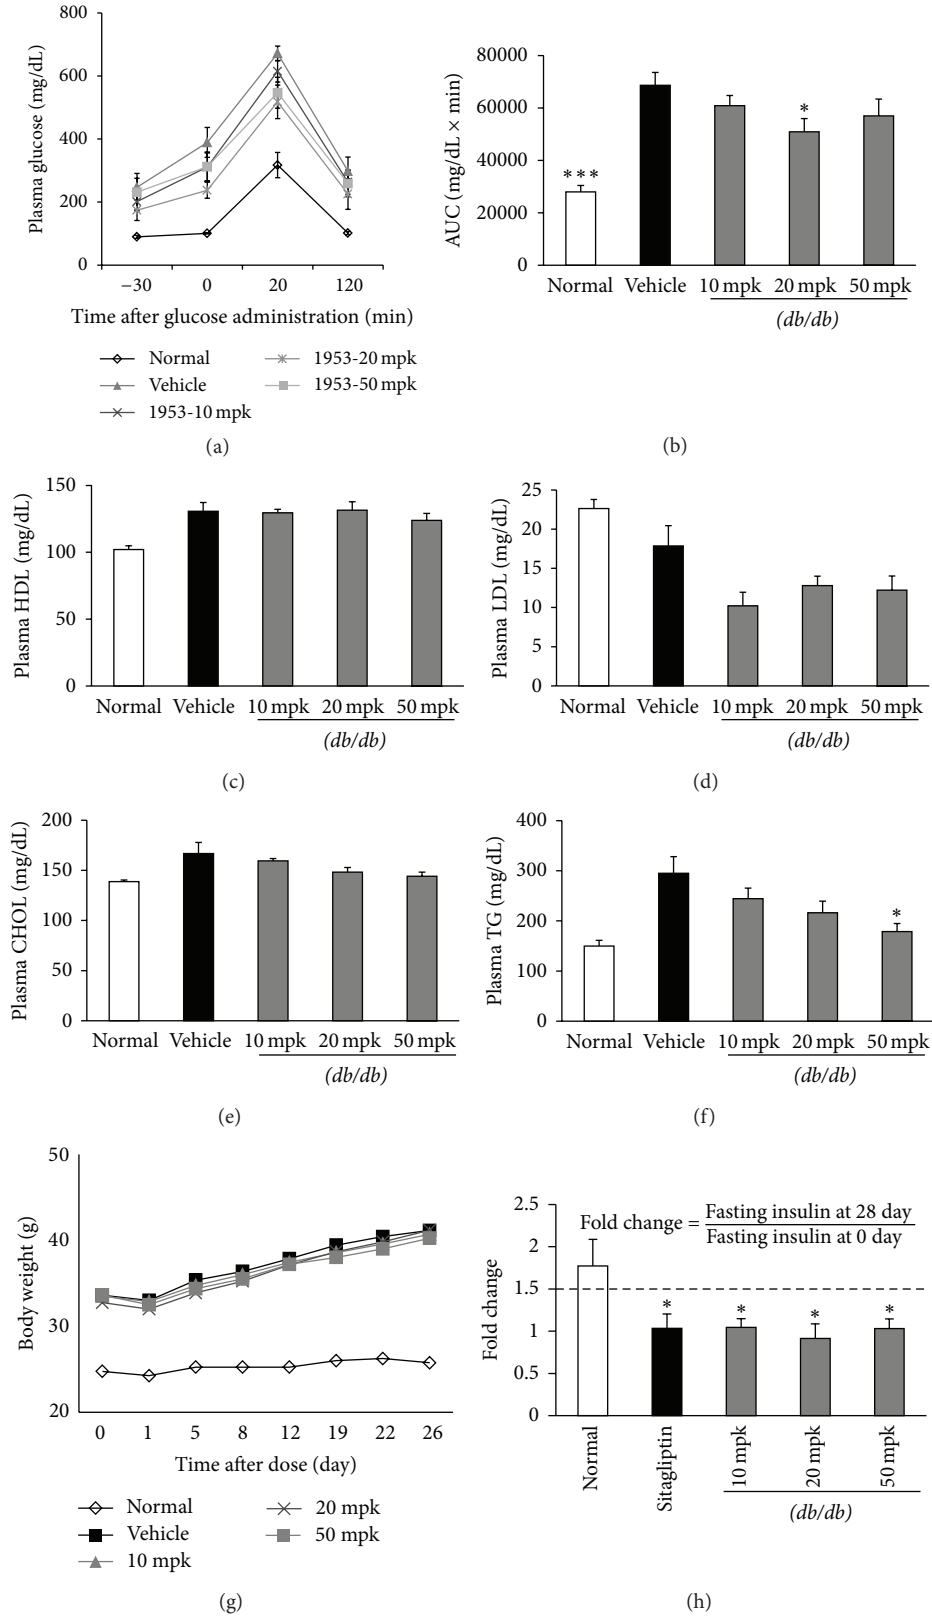 Plasma glucose (mg/dL)
800
600
400
200
0
−30 0 20 120
Time after glucose administration (min)
Normal
Vehicle
1953-10 mpk
1953-20 mpk
1953-50 mpk
(a)
AUC (mg/dL × min)
80000
60000
40000
20000
0
***
*
Normal Vehicle 10 mpk 20 mpk 50 mpk
(db/db)
(b)
Plasma HDL (mg/dL)
150
100
50
0
Normal Vehicle 10 mpk 20 mpk 50 mpk
(db/db)
(c)
Plasma LDL (mg/dL)
25
20
15
10
5
0
Normal Vehicle 10 mpk 20 mpk 50 mpk
(db/db)
(d)
Plasma CHOL (mg/dL)
200
150
100
50
0
Normal Vehicle 10 mpk 20 mpk 50 mpk
(db/db)
(e)
Plasma TG (mg/dL)
400
300
200
100
0
*
Normal Vehicle 10 mpk 20 mpk 50 mpk
(db/db)
(f)
Body weight (g)
50
40
30
20
0 1 5 8 12 19 22 26
Time after dose (day)
Normal
Vehicle
10 mpk
20 mpk
50 mpk
(g)
Fold change
2.5
2
1.5
1
0.5
0
Fold change = Fasting insulin at 28 day
Fasting insulin at 0 day
* * * *
Normal
Sitagliptin
10 mpk
20 mpk
50 mpk
(db/db)
(h)